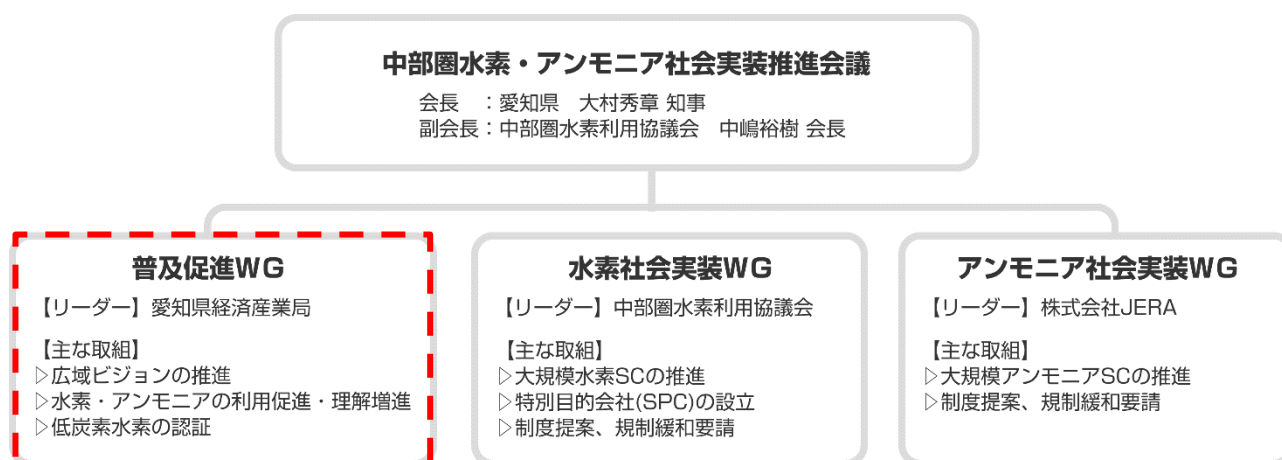 中部圏水素・アンモニア社会実装推進会議
会長　：愛知県　大村秀章 知事
副会長：中部圏水素利用協議会　中嶋裕樹 会長
普及促進WG
【リーダー】愛知県経済産業局
【主な取組】
▷広域ビジョンの推進
▷水素・アンモニアの利用促進・理解増進
▷低炭素水素の認証
水素社会実装WG
【リーダー】中部圏水素利用協議会
【主な取組】
▷大規模水素SCの推進
▷特別目的会社(SPC)の設立
▷制度提案、規制緩和要請
アンモニア社会実装WG
【リーダー】株式会社JERA
【主な取組】
▷大規模アンモニアSCの推進
▷制度提案、規制緩和要請